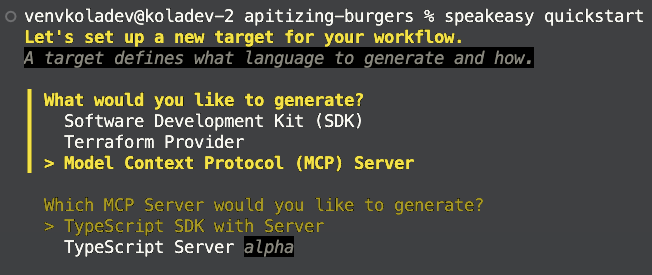 venvkoladev@koladev-2 apitizing-burgers % speakeasy quickstart
Let's set up a new target for your workflow.
A target defines what language to generate and how.
What would you like to generate?
Software Development Kit (SDK)
Terraform Provider
> Model Context Protocol (MCP) Server
Which MCP Server would you like to generate?
> TypeScript SDK with Server
TypeScript Server alpha